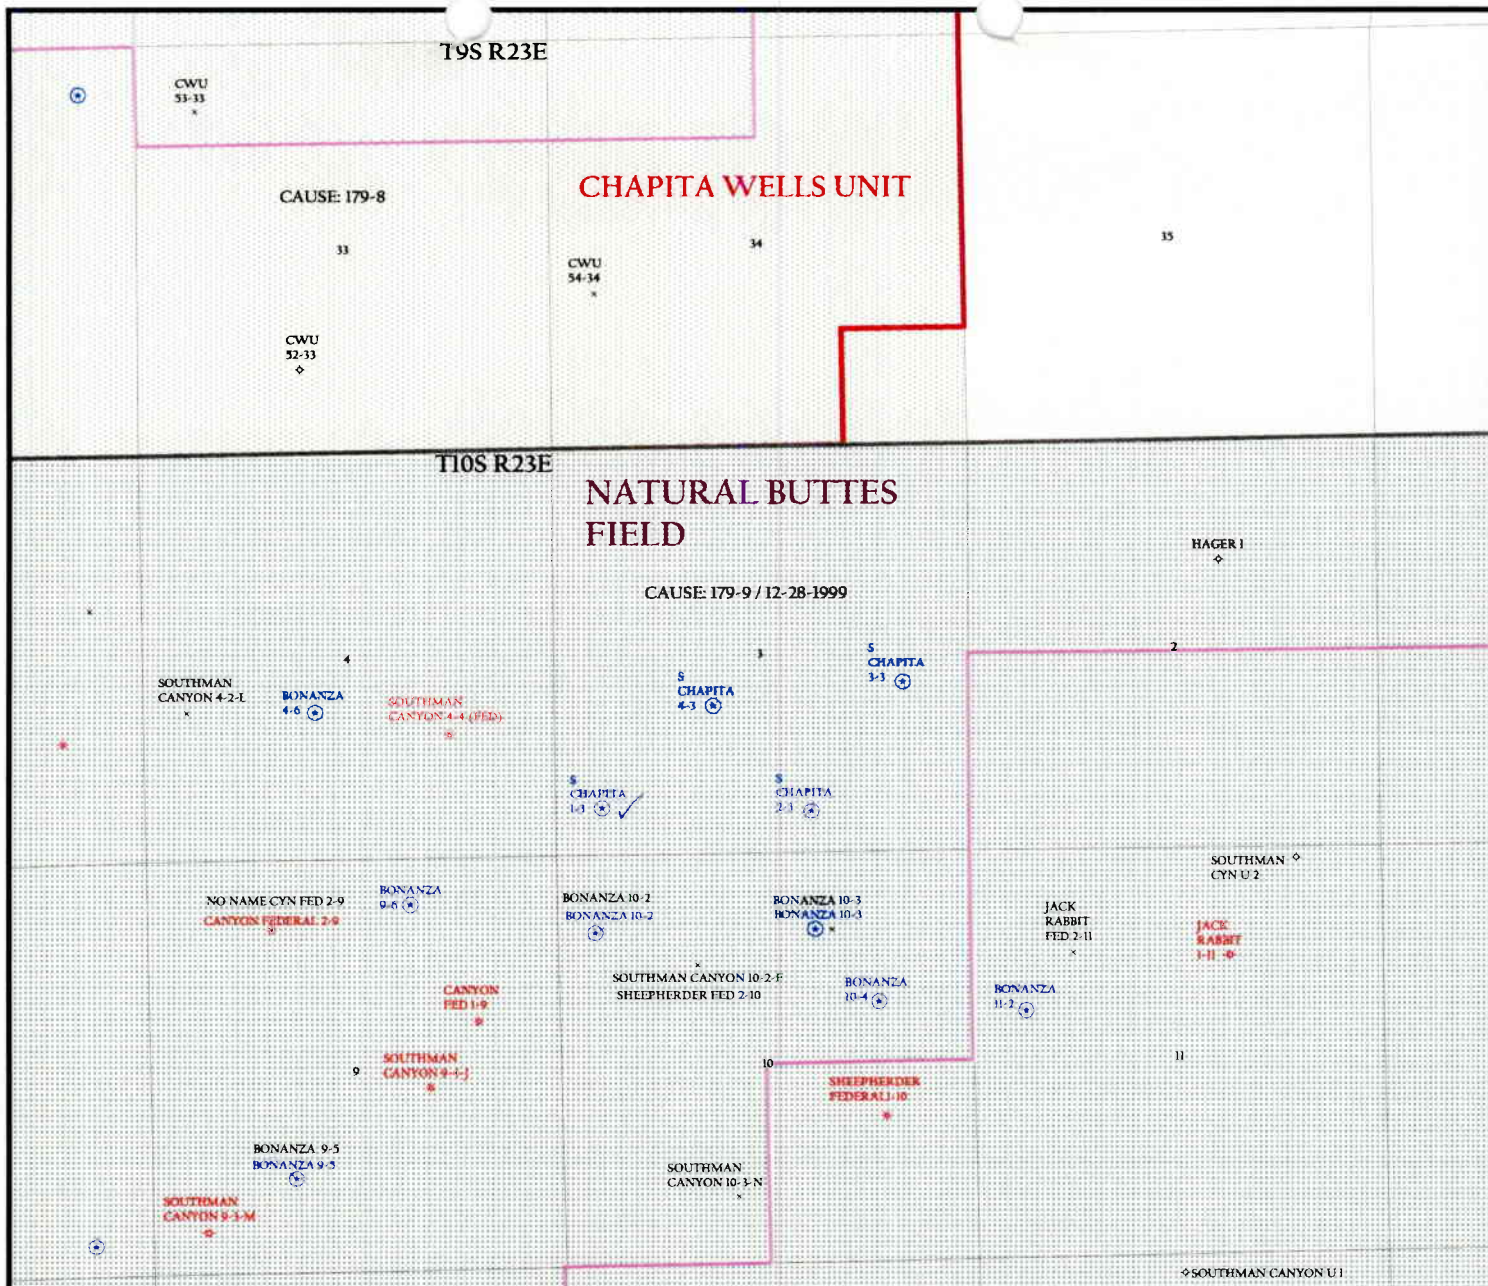 T9S R23E
CWU
53-33
CAUSE: 179-8
CHAPITA WELLS UNIT
33
34
35
CWU
54-34
CWU
52-33
T10S R23E
NATURAL BUTTES
FIELD
HAGER 1
CAUSE: 179-9 / 12-28-1999
4
3
2
S
CHAPITA
3-3
SOUTHMAN
CANYON 4-2-L
BONANZA
4-6
SOUTHMAN
CANYON 4-4 (FED)
S
CHAPITA
4-3
S
CHAPITA
1-3
S
CHAPITA
2-3
SOUTHMAN
CYN U 2
NO NAME CYN FED 2-9
CANYON FEDERAL 2-9
BONANZA
9-6
BONANZA 10-2
BONANZA 10-2
BONANZA 10-3
BONANZA 10-3
JACK
RABBIT
FED 2-11
JACK
RABBIT
1-11
SOUTHMAN CANYON 10-2-F
SHEEPHERDER FED 2-10
BONANZA
10-4
BONANZA
11-2
CANYON
FED 1-9
SOUTHMAN
CANYON 9-4-J
9
10
11
SHEEPHERDER
FEDERAL1-10
BONANZA 9-5
BONANZA 9-5
SOUTHMAN
CANYON 10-3-N
SOUTHMAN
CANYON 9-3-M
SOUTHMAN CANYON U 1